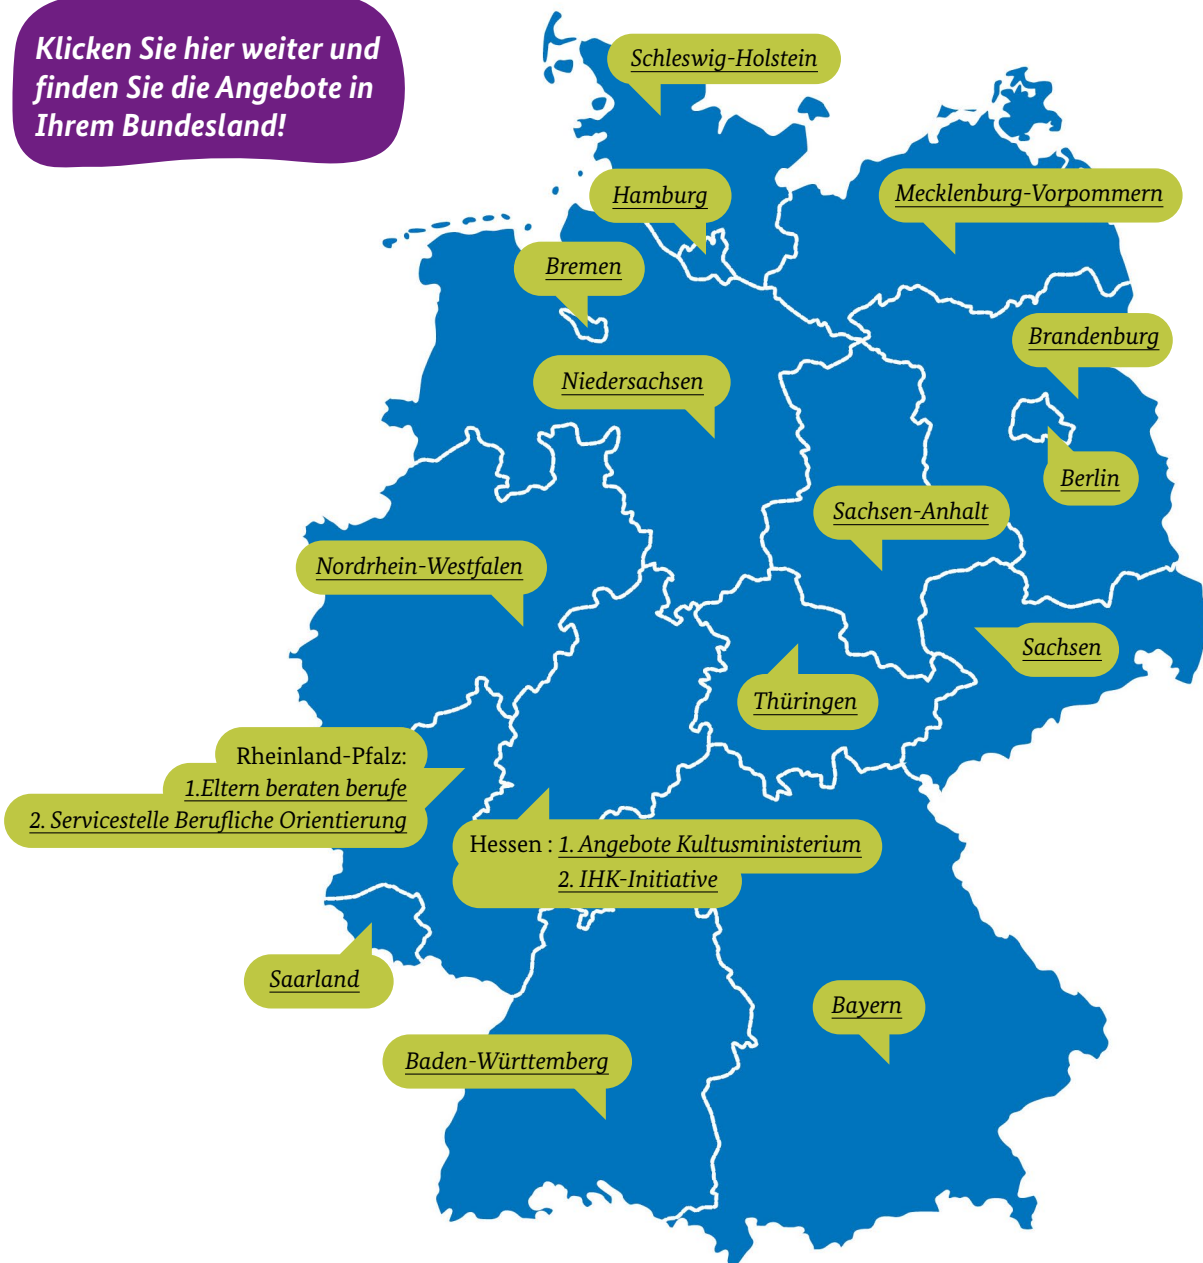 Klicken Sie hier weiter und
finden Sie die Angebote in
Ihrem Bundesland!
Schleswig-Holstein
Hamburg
Mecklenburg-Vorpommern
Bremen
Brandenburg
Niedersachsen
Berlin
Sachsen-Anhalt
Nordrhein-Westfalen
Sachsen
Thüringen
Rheinland-Pfalz:
1.Eltern beraten berufe
2. Servicestelle Berufliche Orientierung
Hessen : 1. Angebote Kultusministerium
2. IHK-Initiative
Saarland
Bayern
Baden-Württemberg